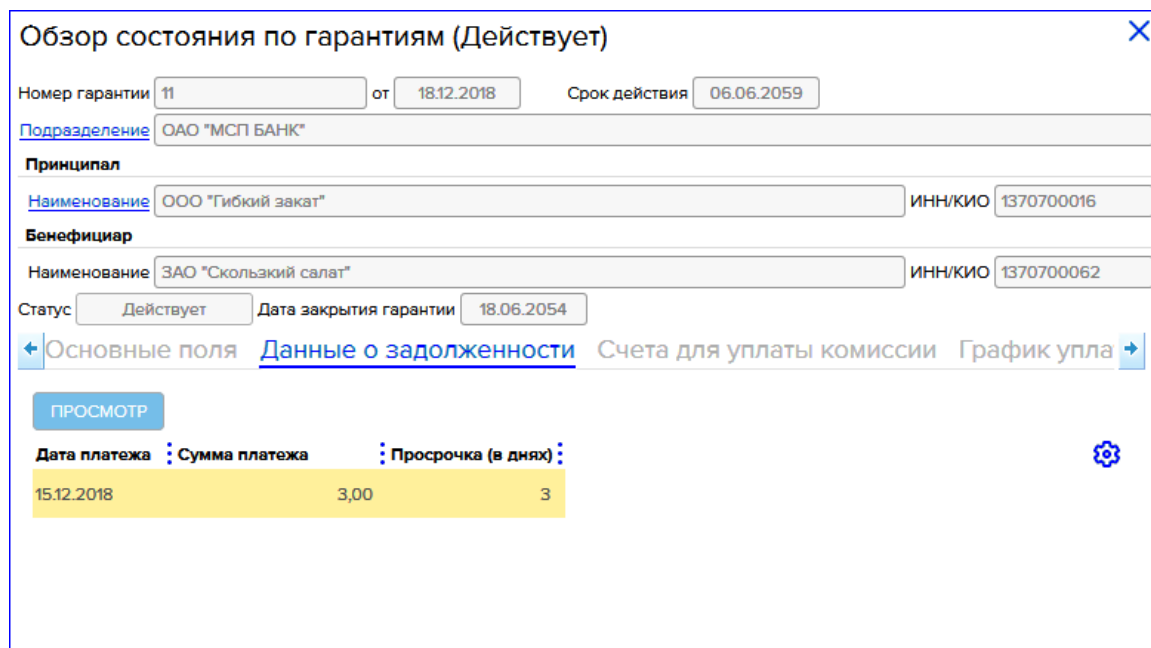 Обзор состояния по гарантиям (Действует)
Номер гарантии 11 от 18.12.2018 Срок действия 06.06.2059
Подразделение ОАО "МСП БАНК"
Принципал
Наименование ООО "Гибкий закат" ИНН/КИО 1370700016
Бенефициар
Наименование ЗАО "Скользкий салат" ИНН/КИО 1370700062
Статус Действует Дата закрытия гарантии 18.06.2054
Основные поля Данные о задолженности Счета для уплаты комиссии График упла
ПРОСМОТР
Дата платежа Сумма платежа Просрочка (в днях)
15.12.2018 3,00 3